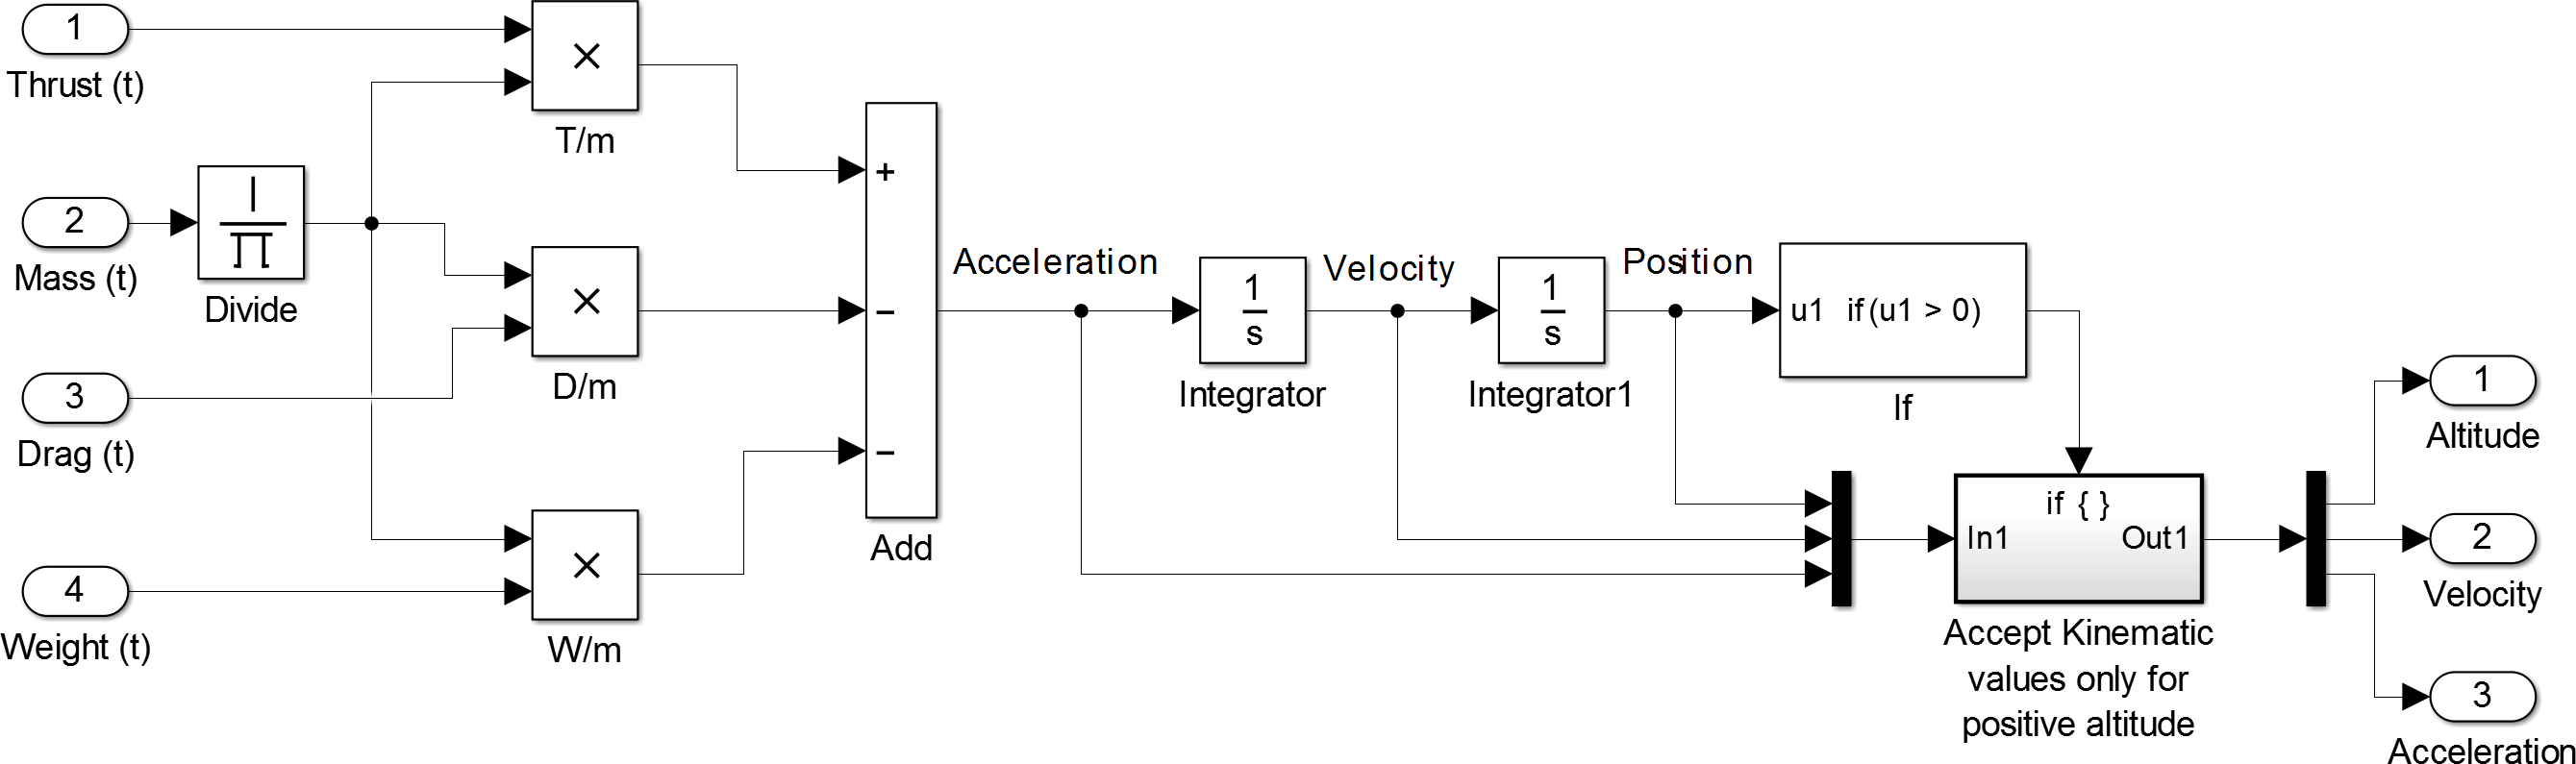 1
Thrust (t)
×
T/m
2
Mass (t)
1
∏
Divide
×
D/m
3
Drag (t)
4
Weight (t)
×
W/m
+
−
−
Add
Acceleration
1
s
Integrator
Velocity
1
s
Integrator1
Position
u1 if(u1 > 0)
If
if { }
In1 Out1
Accept Kinematic
values only for
positive altitude
1
Altitude
2
Velocity
3
Acceleration